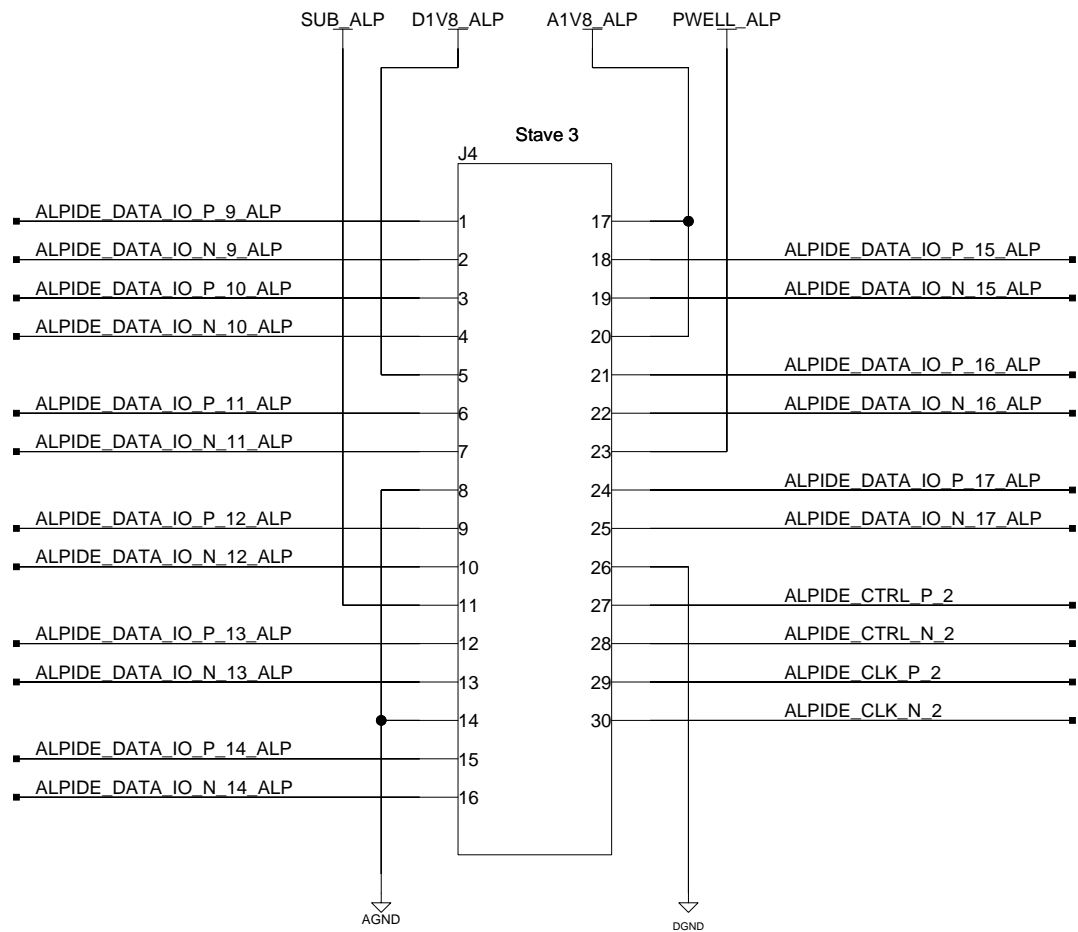 SUB_ALP D1V8_ALP A1V8_ALP PWELL_ALP
Stave 3
J4
ALPIDE_DATA_IO_P_9_ALP 1 17
ALPIDE_DATA_IO_N_9_ALP 2 18 ALPIDE_DATA_IO_P_15_ALP
ALPIDE_DATA_IO_P_10_ALP 3 19 ALPIDE_DATA_IO_N_15_ALP
ALPIDE_DATA_IO_N_10_ALP 4 20
5 21 ALPIDE_DATA_IO_P_16_ALP
ALPIDE_DATA_IO_P_11_ALP 6 22 ALPIDE_DATA_IO_N_16_ALP
ALPIDE_DATA_IO_N_11_ALP 7 23
8 24 ALPIDE_DATA_IO_P_17_ALP
ALPIDE_DATA_IO_P_12_ALP 9 25 ALPIDE_DATA_IO_N_17_ALP
ALPIDE_DATA_IO_N_12_ALP 10 26
11 27 ALPIDE_CTRL_P_2
ALPIDE_DATA_IO_P_13_ALP 12 28 ALPIDE_CTRL_N_2
ALPIDE_DATA_IO_N_13_ALP 13 29 ALPIDE_CLK_P_2
14 30 ALPIDE_CLK_N_2
ALPIDE_DATA_IO_P_14_ALP 15
ALPIDE_DATA_IO_N_14_ALP 16
AGND DGND